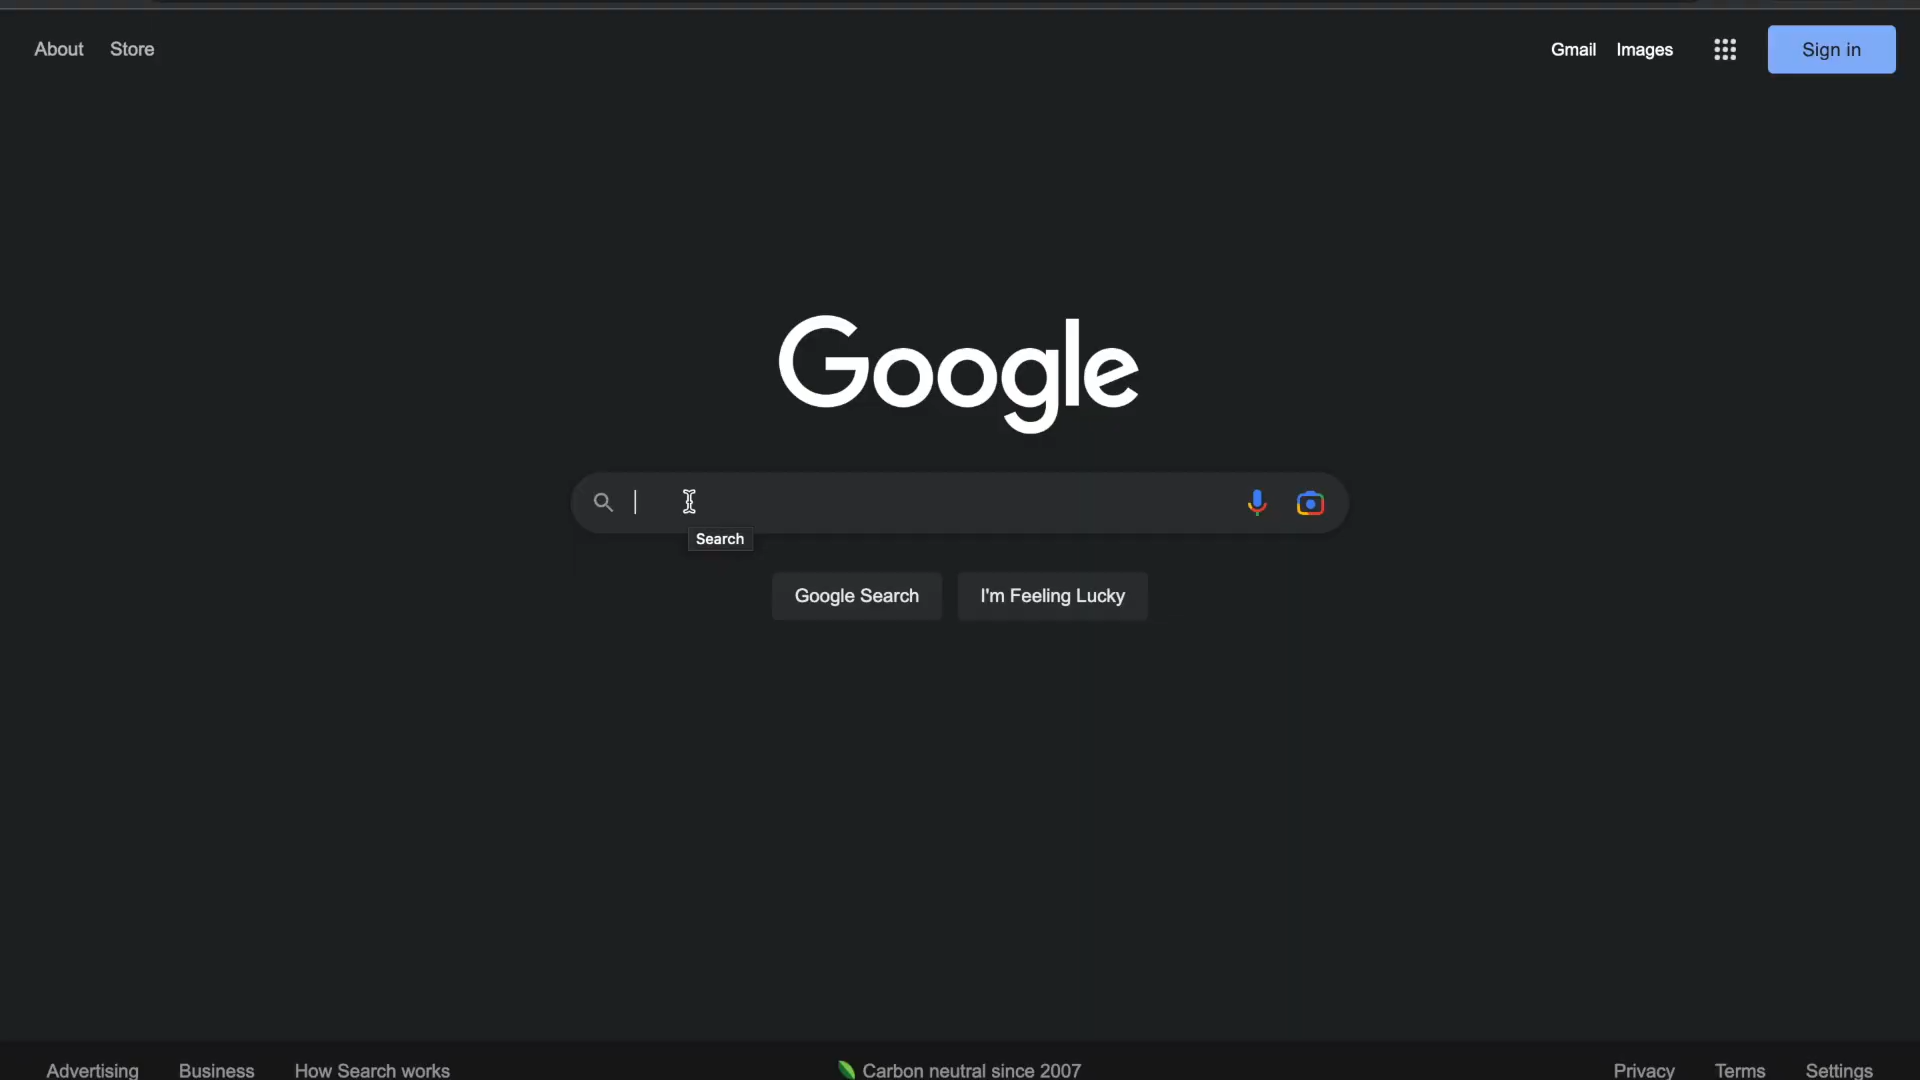 About Store Gmail Images Sign in
Google
Search
Google Search I'm Feeling Lucky
Advertising Business How Search works Carbon neutral since 2007 Privacy Terms Settings